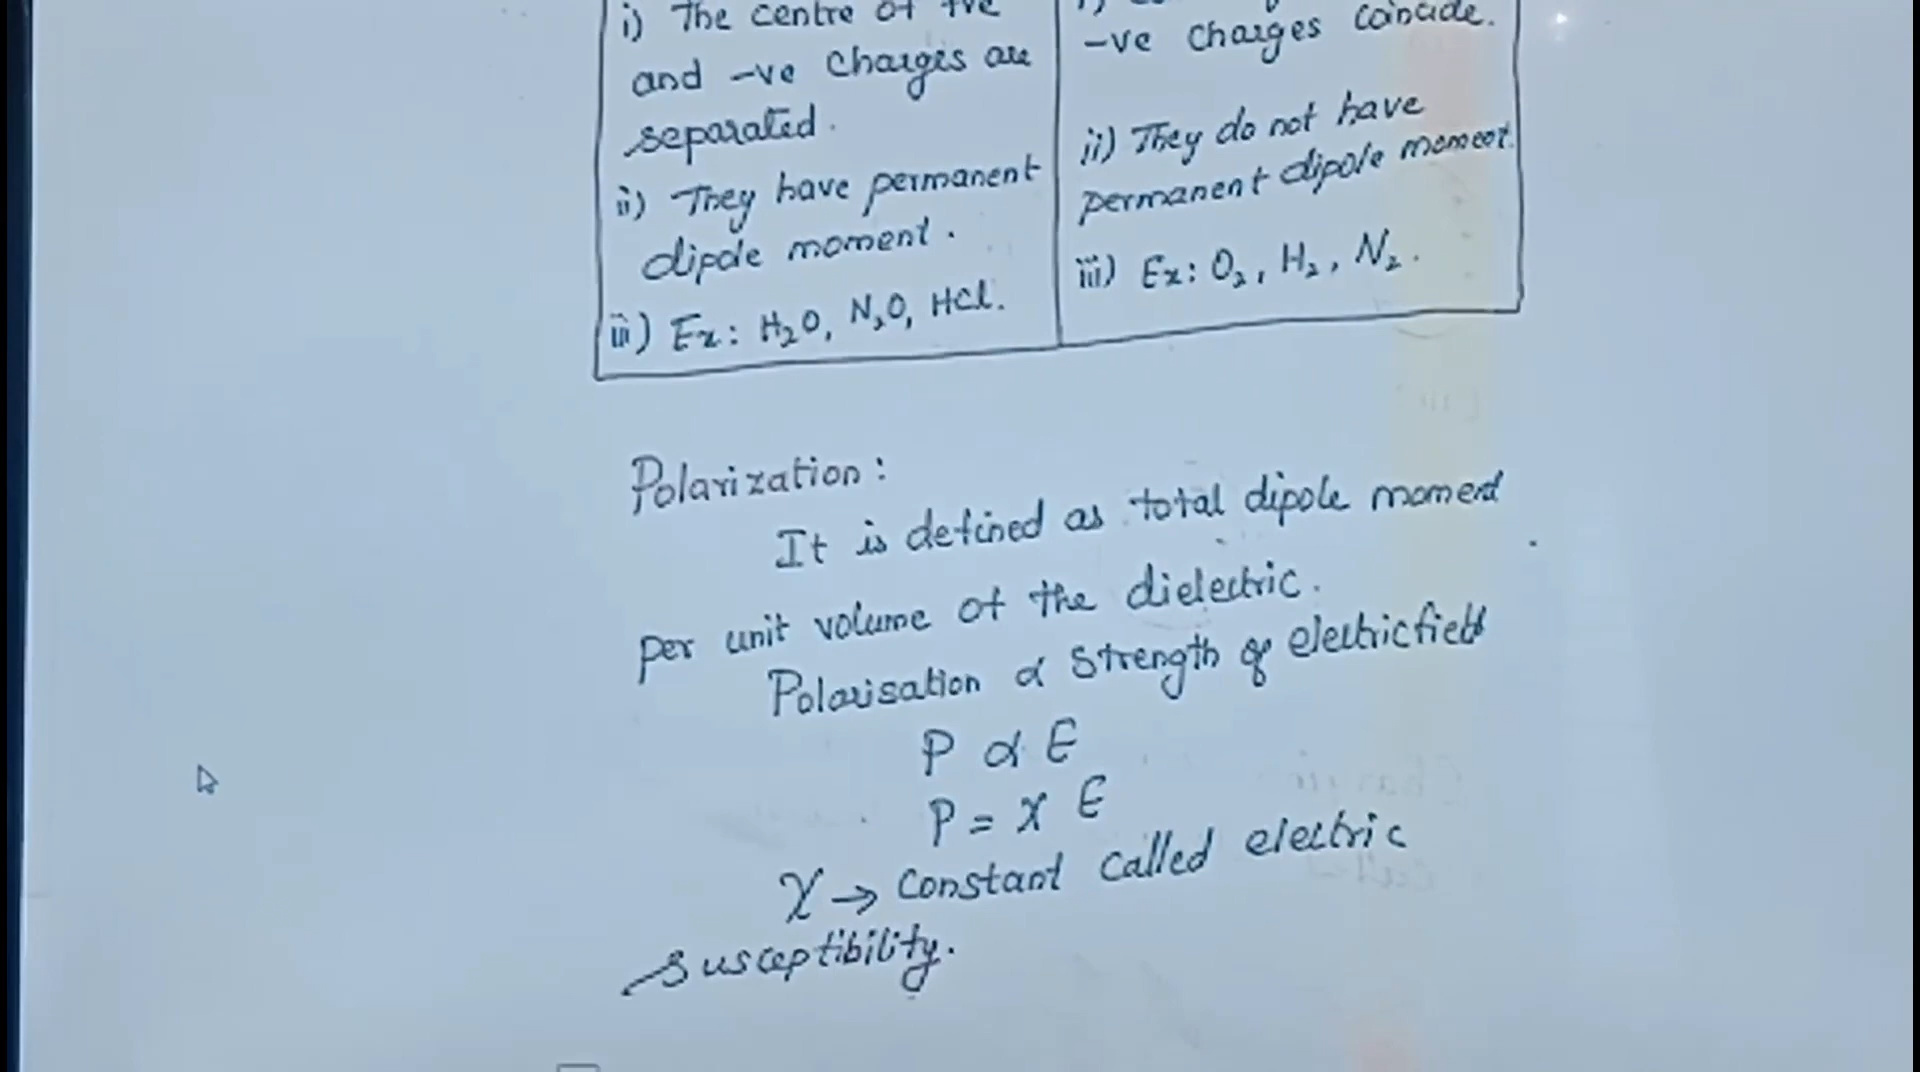 i) The centre of +ve
and -ve charges are
separated.
ii) They have permanent
dipole moment.
iii) Ex: H₂O, N₂O, HCl.
-ve charges coincide.
ii) They do not have
permanent dipole moment.
iii) Ex: O₂, H₂, N₂.
Polarization:
It is defined as total dipole moment
per unit volume of the dielectric.
Polarisation α Strength of electric field
P α E
P = χ E
χ → Constant called electric
susceptibility.